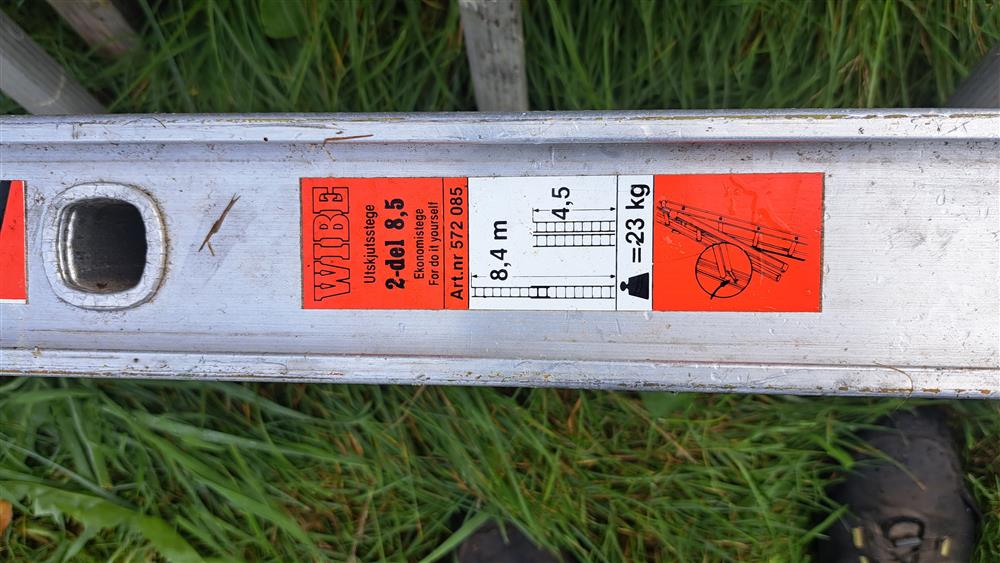 WIBE
Utskjutsstege
2-del 8,5
Ekonomistege
For do it yourself
Art.nr 572 085
8,4 m
4,5
=23 kg